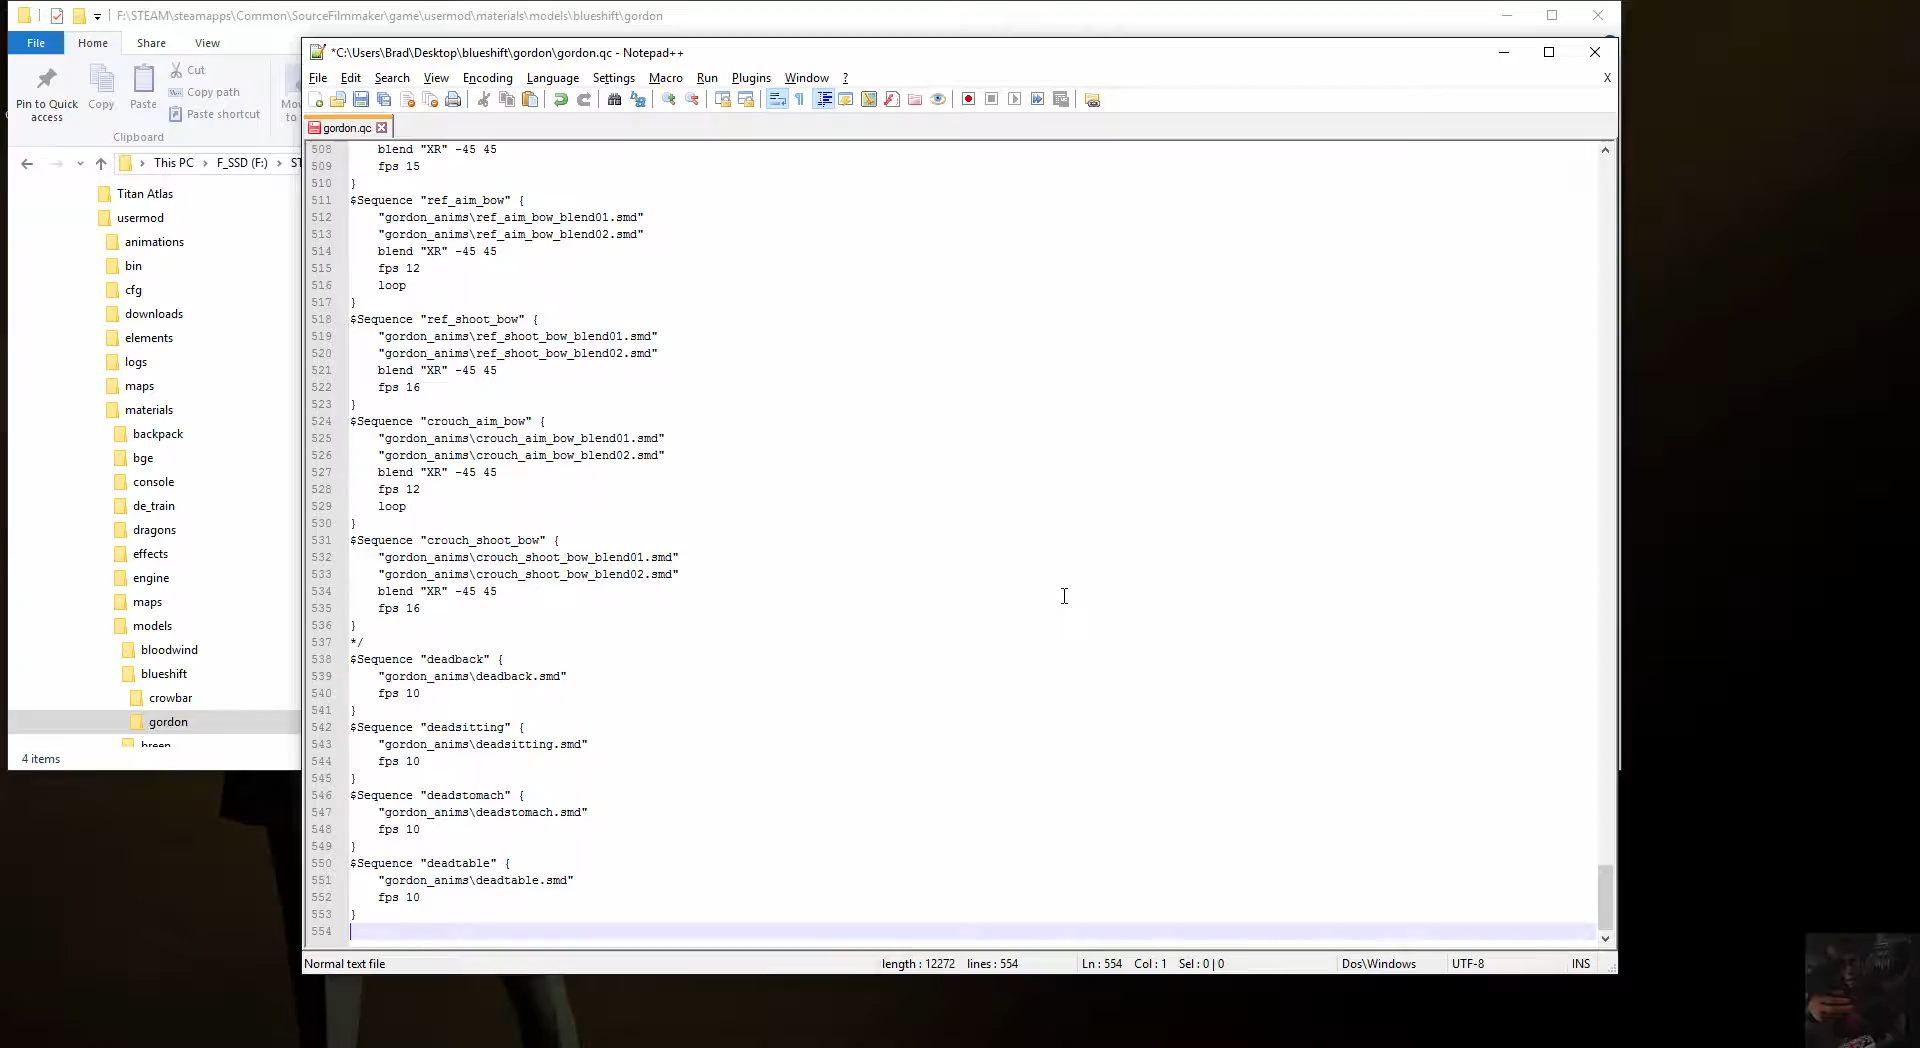 F:\STEAM\steamapps\Common\SourceFilmmaker\game\usermod\materials\models\blueshift\gordon
File Home Share View
Pin to Quick access
Copy
Paste
Cut
Copy path
Paste shortcut
Clipboard
This PC > F_SSD (F:) >
Titan Atlas
usermod
animations
bin
cfg
downloads
elements
logs
maps
materials
backpack
bge
console
de_train
dragons
effects
engine
maps
models
bloodwind
blueshift
crowbar
gordon
breen
4 items
*C:\Users\Brad\Desktop\blueshift\gordon\gordon.qc - Notepad++
File Edit Search View Encoding Language Settings Macro Run Plugins Window ? X
gordon.qc
508 blend "XR" -45 45
509 fps 15
510 }
511 $Sequence "ref_aim_bow" {
512 "gordon_anims\ref_aim_bow_blend01.smd"
513 "gordon_anims\ref_aim_bow_blend02.smd"
514 blend "XR" -45 45
515 fps 12
516 loop
517 }
518 $Sequence "ref_shoot_bow" {
519 "gordon_anims\ref_shoot_bow_blend01.smd"
520 "gordon_anims\ref_shoot_bow_blend02.smd"
521 blend "XR" -45 45
522 fps 16
523 }
524 $Sequence "crouch_aim_bow" {
525 "gordon_anims\crouch_aim_bow_blend01.smd"
526 "gordon_anims\crouch_aim_bow_blend02.smd"
527 blend "XR" -45 45
528 fps 12
529 loop
530 }
531 $Sequence "crouch_shoot_bow" {
532 "gordon_anims\crouch_shoot_bow_blend01.smd"
533 "gordon_anims\crouch_shoot_bow_blend02.smd"
534 blend "XR" -45 45
535 fps 16
536 }
537 */
538 $Sequence "deadback" {
539 "gordon_anims\deadback.smd"
540 fps 10
541 }
542 $Sequence "deadsitting" {
543 "gordon_anims\deadsitting.smd"
544 fps 10
545 }
546 $Sequence "deadstomach" {
547 "gordon_anims\deadstomach.smd"
548 fps 10
549 }
550 $Sequence "deadtable" {
551 "gordon_anims\deadtable.smd"
552 fps 10
553 }
554
Normal text file length : 12272 lines : 554 Ln : 554 Col : 1 Sel : 0 | 0 Dos\Windows UTF-8 INS